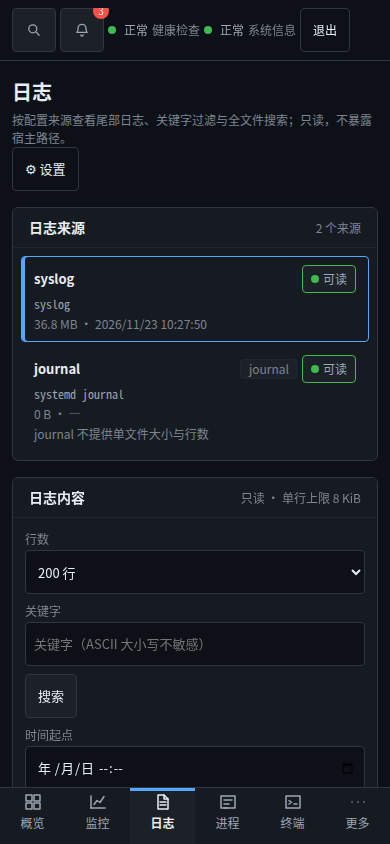 3
正常 健康检查 正常 系统信息 退出
日志
按配置来源查看尾部日志、关键字过滤与全文件搜索；只读，不暴露
宿主路径。
⚙ 设置
日志来源 2 个来源
syslog 可读
syslog
36.8 MB · 2026/11/23 10:27:50
journal journal 可读
systemd journal
0 B · —
journal 不提供单文件大小与行数
日志内容 只读 · 单行上限 8 KiB
行数
200 行
关键字
关键字（ASCII 大小写不敏感）
搜索
时间起点
年 /月/日 --:--
概览 监控 日志 进程 终端 更多